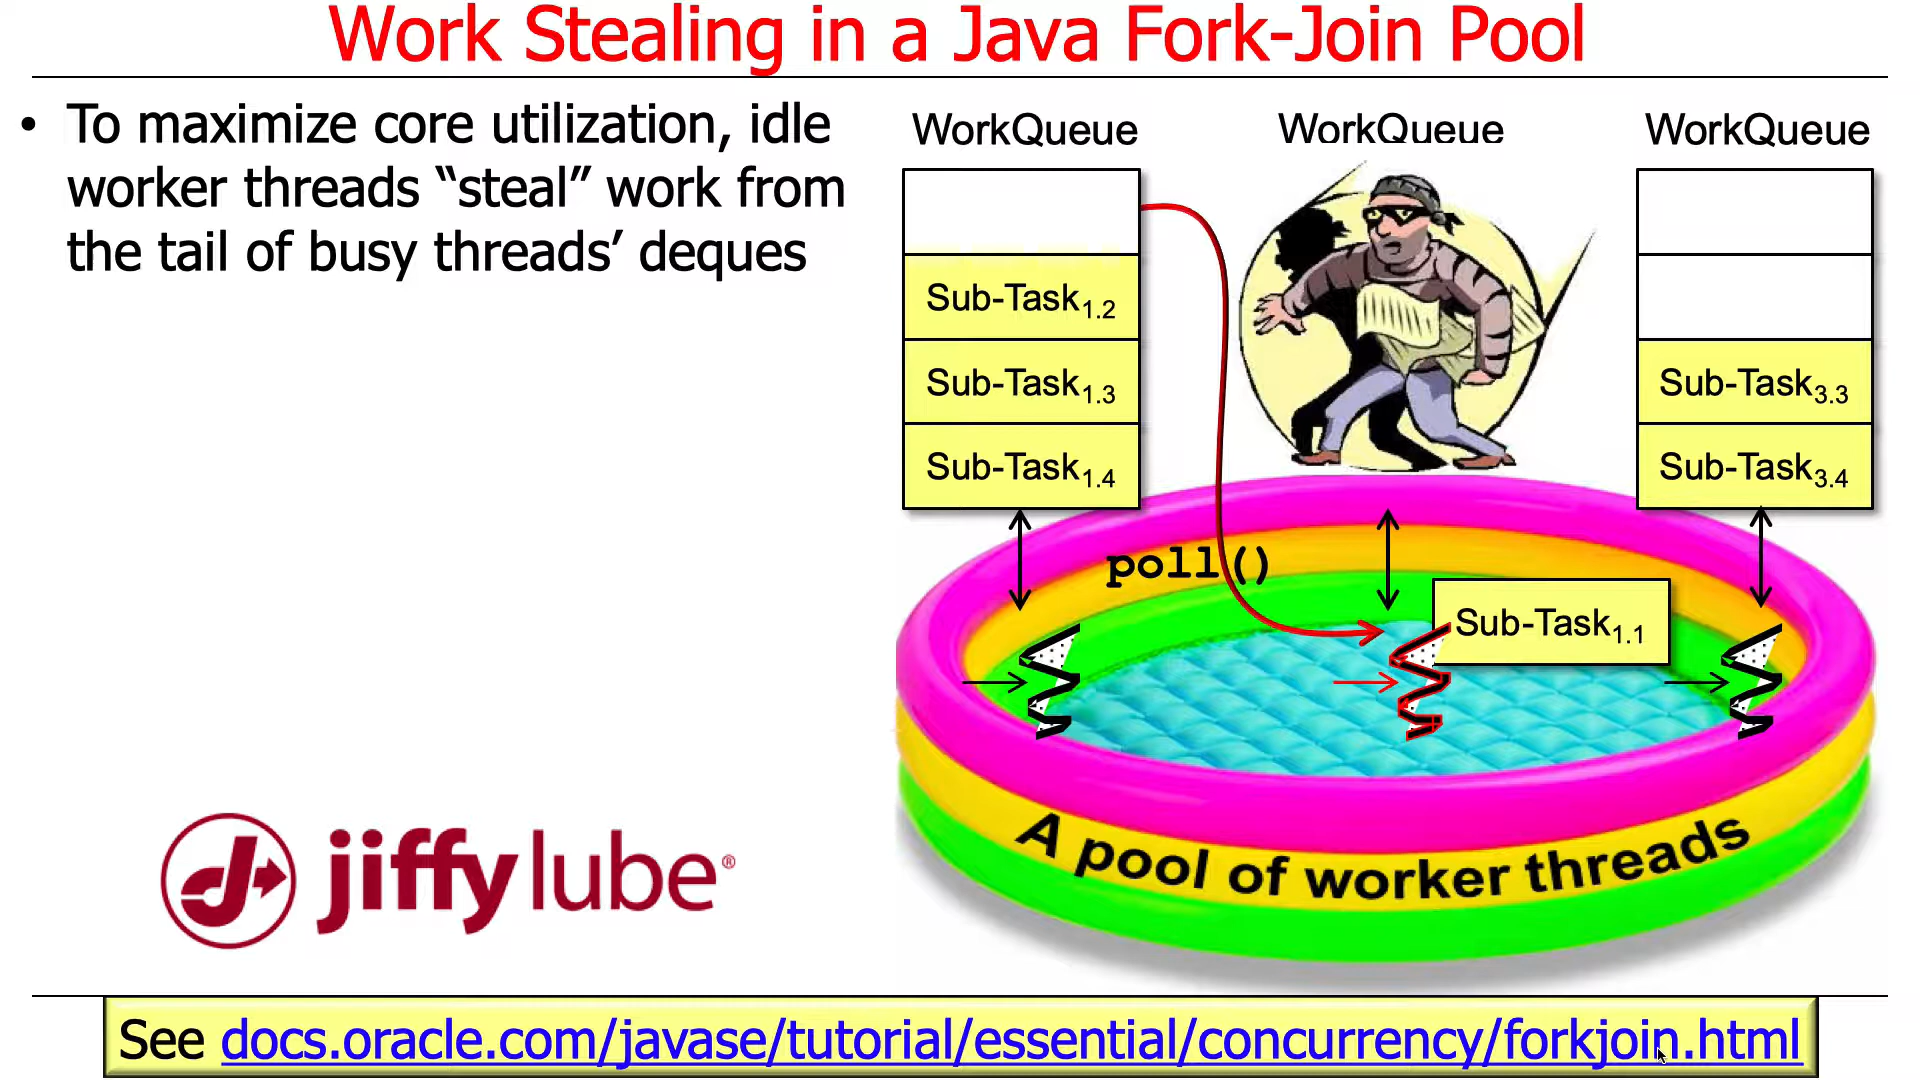 Work Stealing in a Java Fork-Join Pool
• To maximize core utilization, idle
worker threads “steal” work from
the tail of busy threads’ deques
WorkQueue
Sub-Task1.2
Sub-Task1.3
Sub-Task1.4
WorkQueue
WorkQueue
Sub-Task3.3
Sub-Task3.4
poll()
Sub-Task1.1
A pool of worker threads
jiffy lube®
See docs.oracle.com/javase/tutorial/essential/concurrency/forkjoin.html